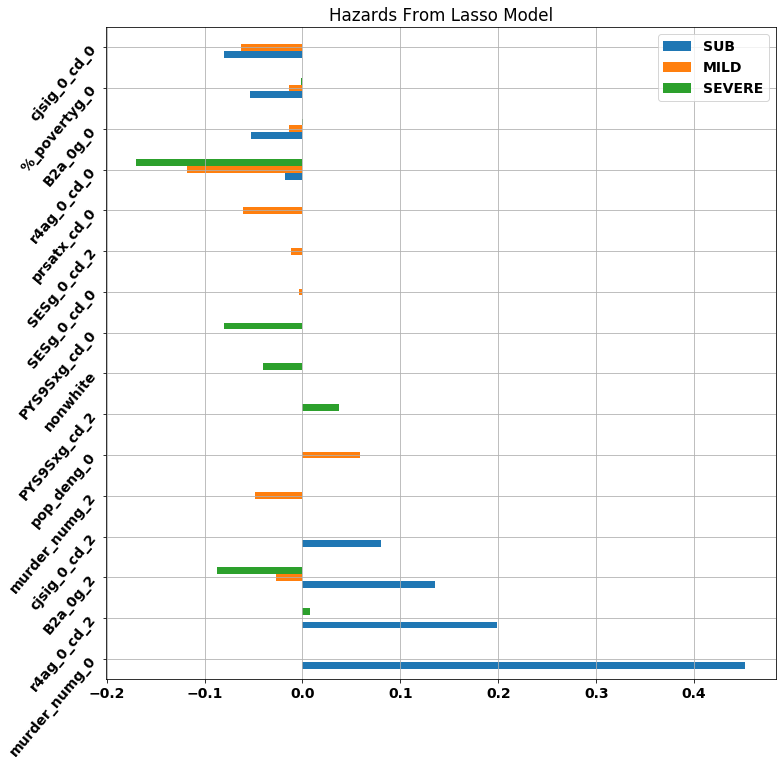 Hazards From Lasso Model
SUB
MILD
SEVERE
cjsig_0_cd_0
%_povertyg_0
B2a_0g_0
r4ag_0_cd_0
prsatx_cd_0
SESg_0_cd_2
SESg_0_cd_0
PYS9Sxg_cd_0
nonwhite
PYS9Sxg_cd_2
pop_deng_0
murder_numg_2
cjsig_0_cd_2
B2a_0g_2
r4ag_0_cd_2
murder_numg_0
−0.2 −0.1 0.0 0.1 0.2 0.3 0.4